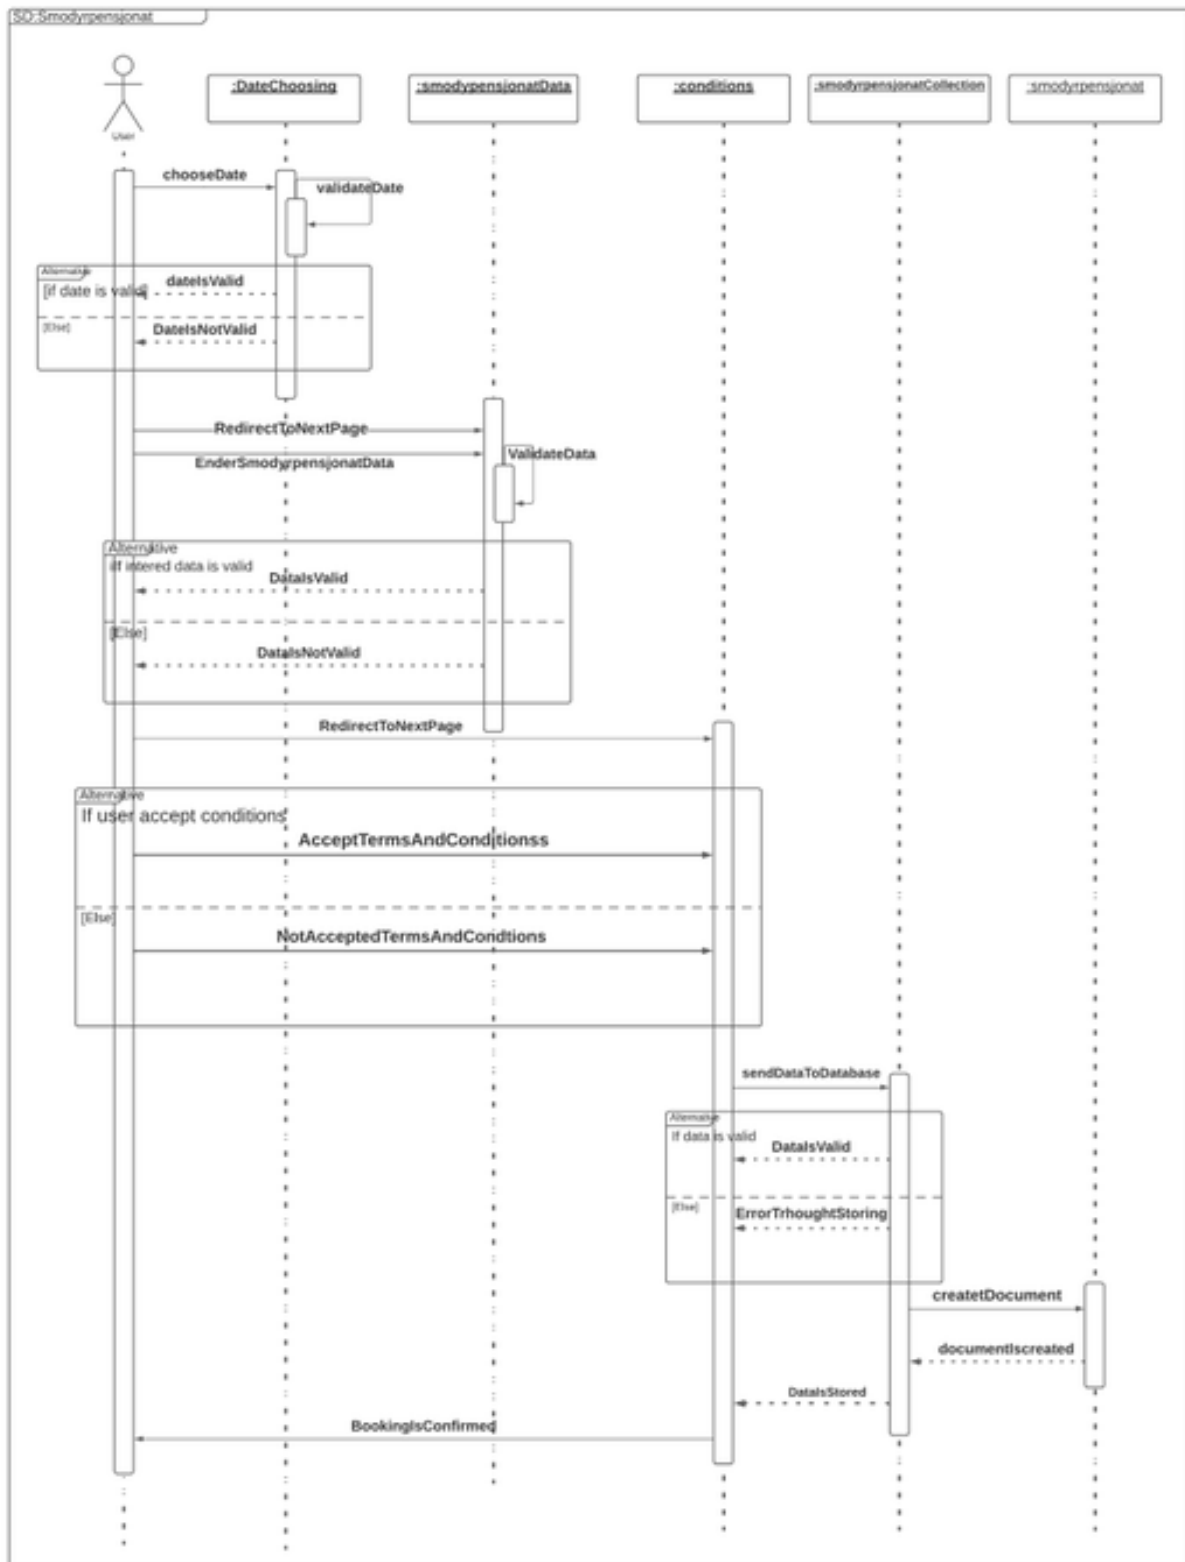 SD:Smodyrpensjonat
User
:DateChoosing
:smodypensjonatData
:conditions
:smodyrpensjonatCollection
:smodyrpensjonat
chooseDate
validateDate
Alternative
[if date is valid]
dateIsValid
[Else]
DateIsNotValid
RedirectToNextPage
EnderSmodyrpensjonatData
ValidateData
Alternative
iIf intered data is valid
DataIsValid
[Else]
DataIsNotValid
RedirectToNextPage
Alternative
If user accept conditions
AcceptTermsAndConditionss
[Else]
NotAcceptedTermsAndCondtions
sendDataToDatabase
Alternative
If data is valid
DataIsValid
[Else]
ErrorTrhoughtStoring
createtDocument
documentIscreated
DataIsStored
BookingIsConfirmed